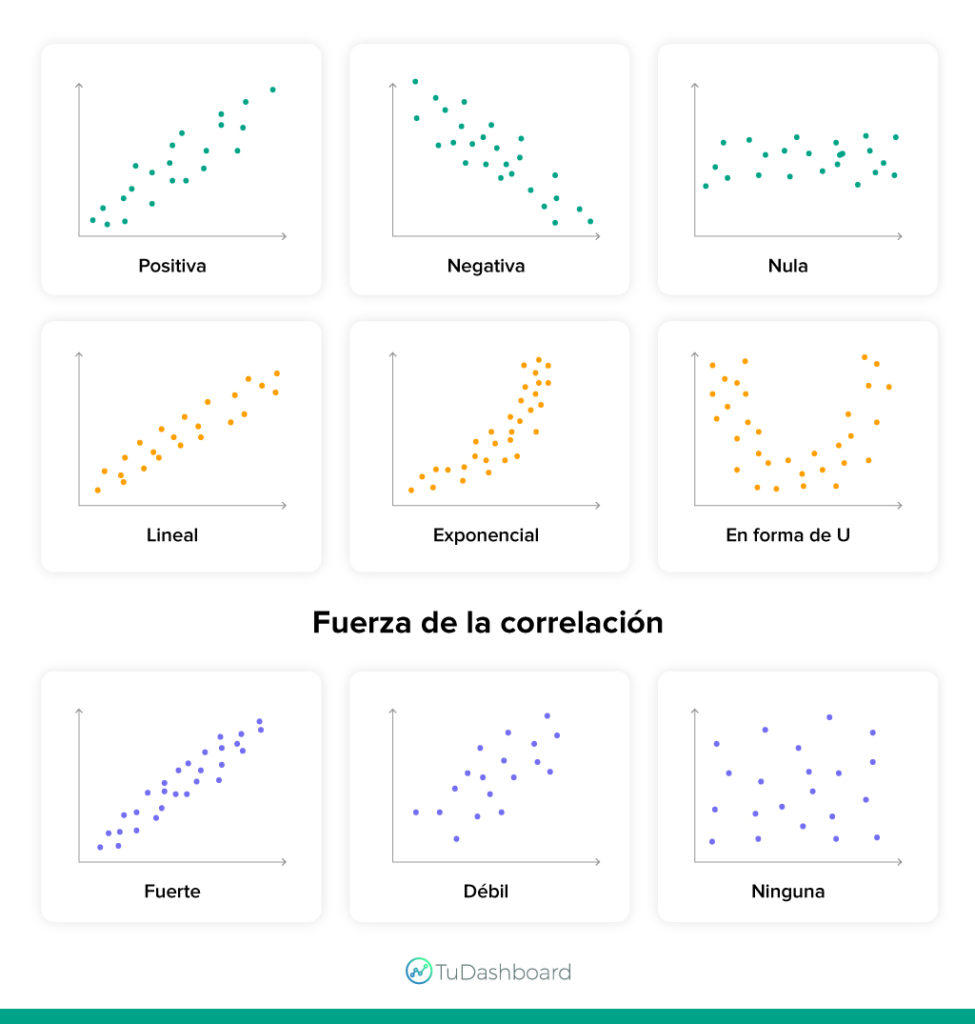 Positiva
Negativa
Nula
Lineal
Exponencial
En forma de U
Fuerza de la correlación
Fuerte
Débil
Ninguna
TuDashboard